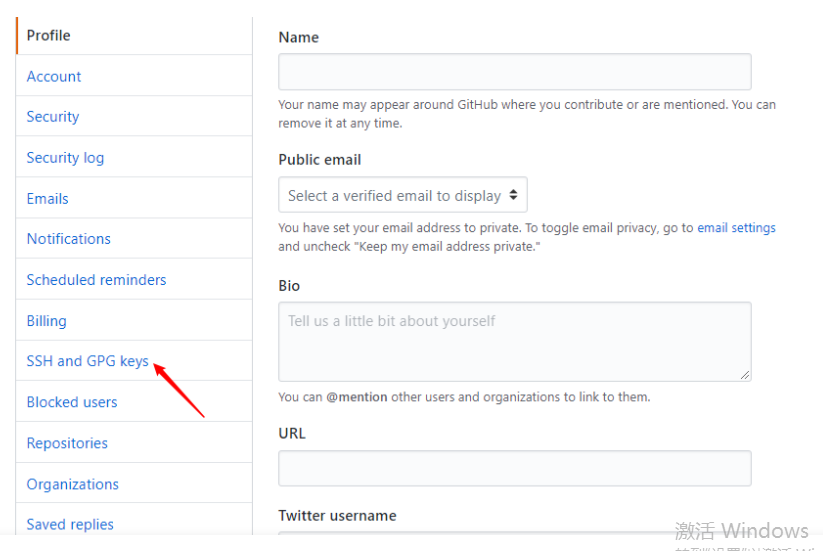 Profile
Account
Security
Security log
Emails
Notifications
Scheduled reminders
Billing
SSH and GPG keys
Blocked users
Repositories
Organizations
Saved replies
Name
Your name may appear around GitHub where you contribute or are mentioned. You can
remove it at any time.
Public email
Select a verified email to display
You have set your email address to private. To toggle email privacy, go to email settings
and uncheck "Keep my email address private."
Bio
Tell us a little bit about yourself
You can @mention other users and organizations to link to them.
URL
Twitter username
激活 Windows